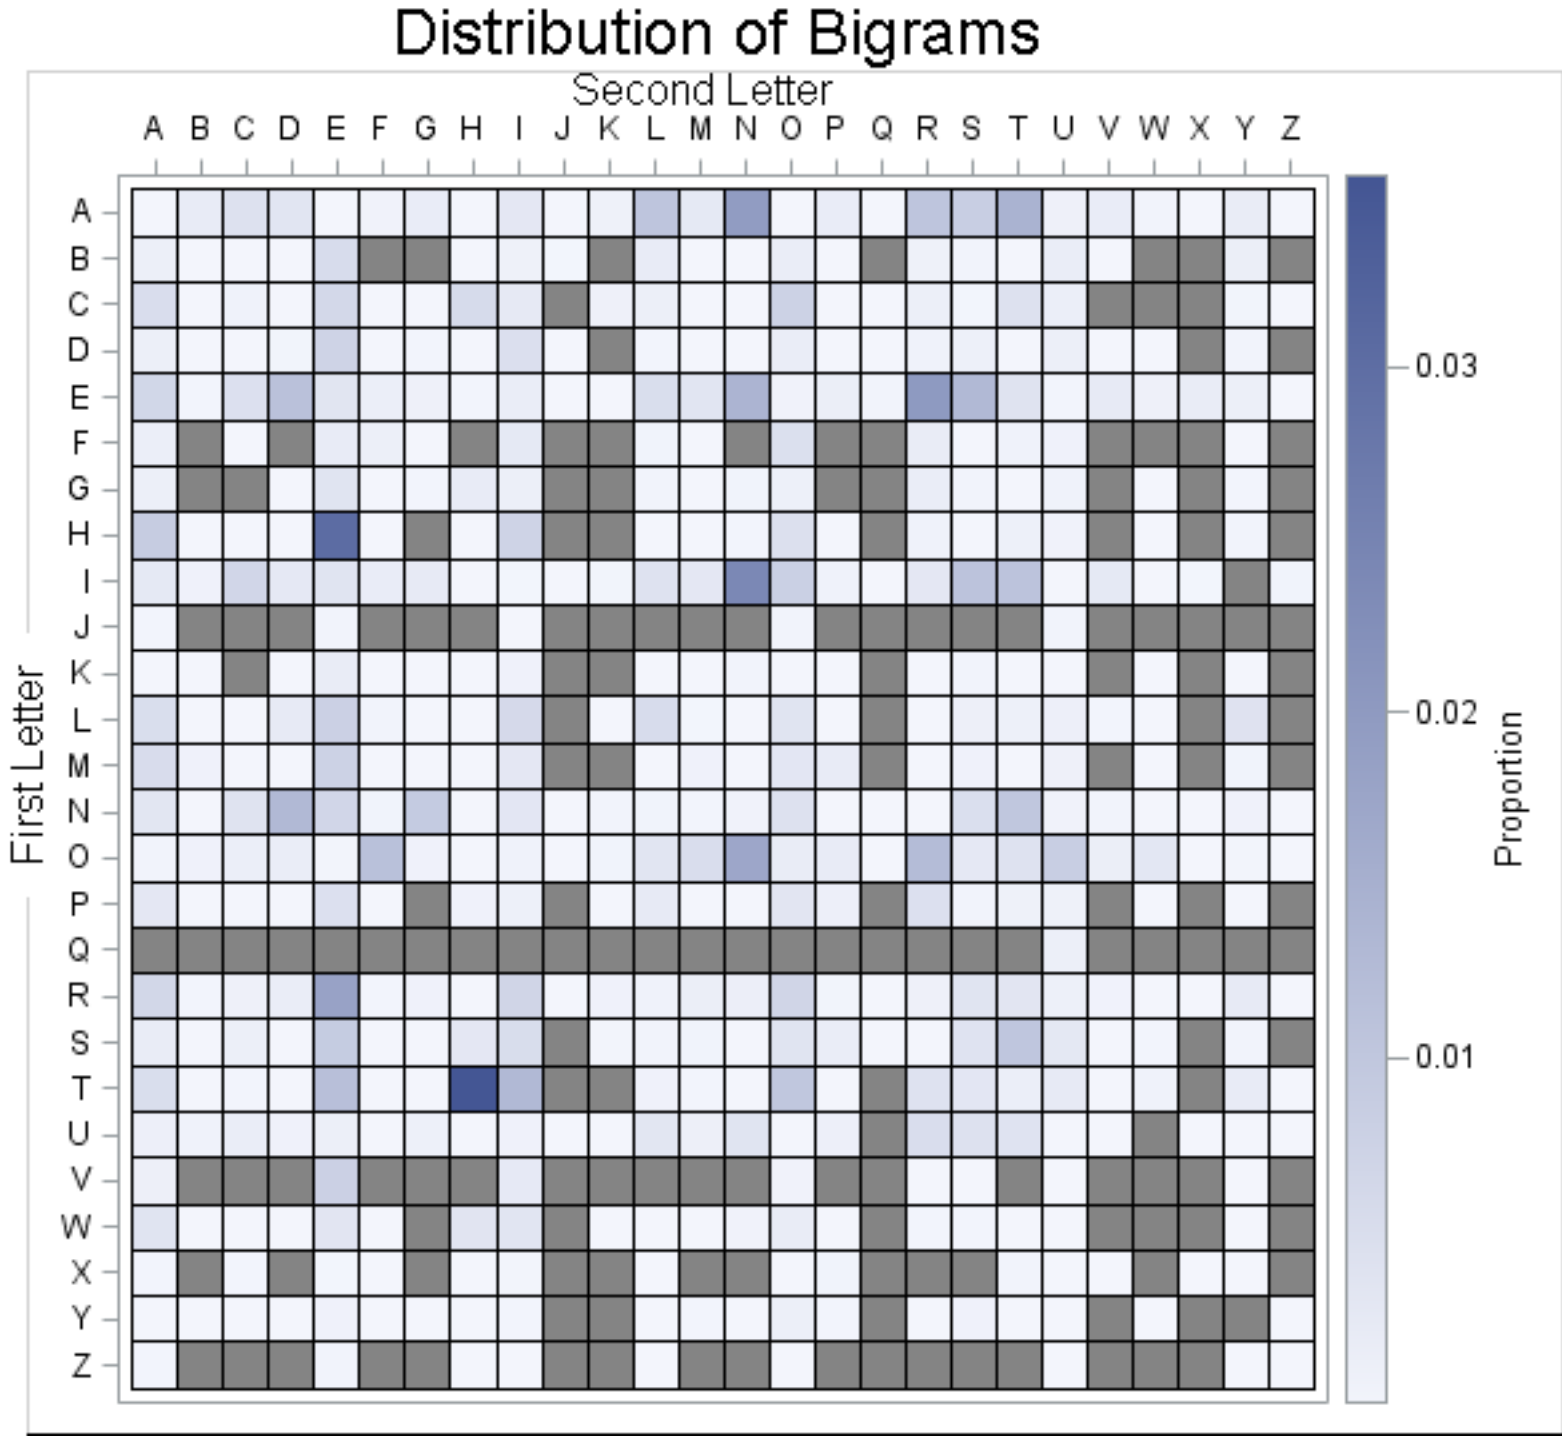 Distribution of Bigrams
Second Letter
A B C D E F G H I J K L M N O P Q R S T U V W X Y Z
A
B
C
D
E
0.03
F
G
H
I
J
K
L
0.02
M
N
O
P
Q
R
S
0.01
T
U
V
W
X
Y
Z
First Letter
Proportion